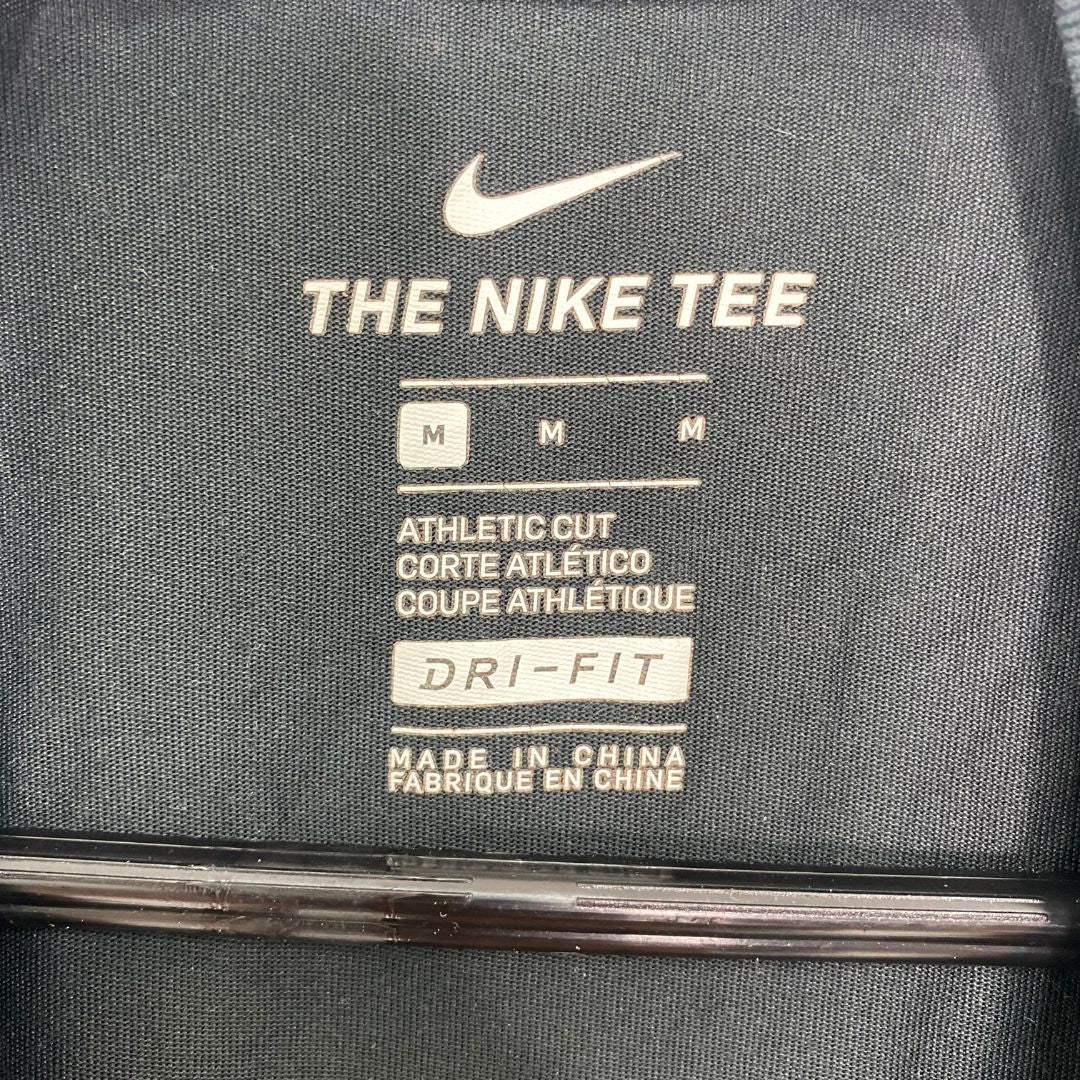 THE NIKE TEE
M M M
ATHLETIC CUT
CORTE ATLÉTICO
COUPE ATHLÉTIQUE
DRI-FIT
MADE IN CHINA
FABRIQUE EN CHINE